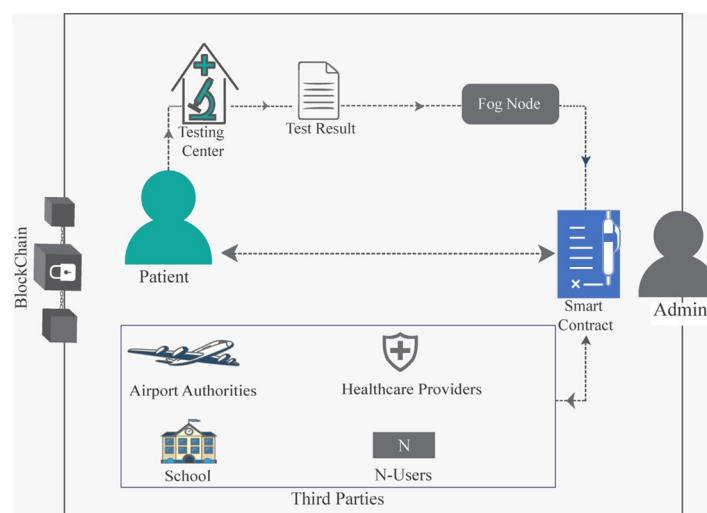 Testing
Center
Test Result
Fog Node
BlockChain
Patient
Smart
Contract
Admin
Airport Authorities
Healthcare Providers
School
N
N-Users
Third Parties